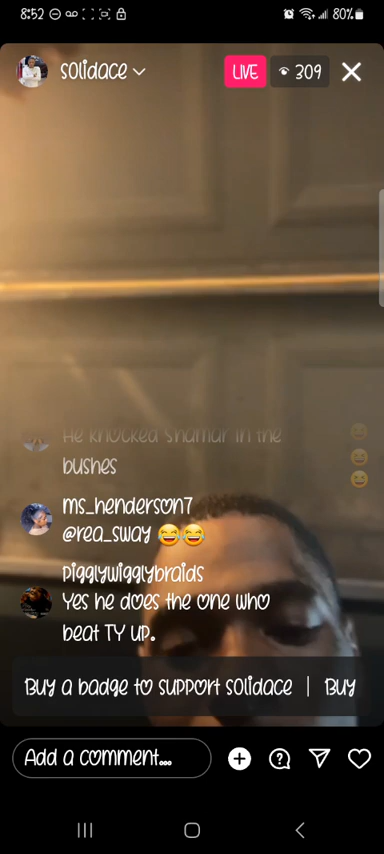 8:52
80%
solidace
LIVE
309
He knocked Shamar in the
bushes
ms_henderson7
@rea_sway 😂😂
pigglywigglybraids
Yes he does the one who
beat TY up.
Buy a badge to support solidace | Buy
Add a comment...